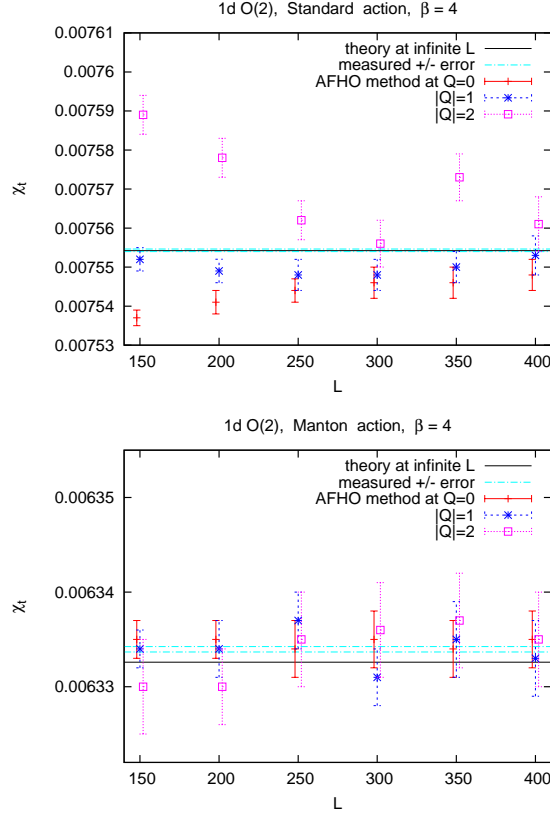 1d O(2), Standard action, β = 4
0.00761
0.0076
0.00759
0.00758
0.00757
0.00756
0.00755
0.00754
0.00753
χt
theory at infinite L
measured +/- error
AFHO method at Q=0
|Q|=1
|Q|=2
150 200 250 300 350 400
L
1d O(2), Manton action, β = 4
0.00635
0.00634
0.00633
χt
theory at infinite L
measured +/- error
AFHO method at Q=0
|Q|=1
|Q|=2
150 200 250 300 350 400
L